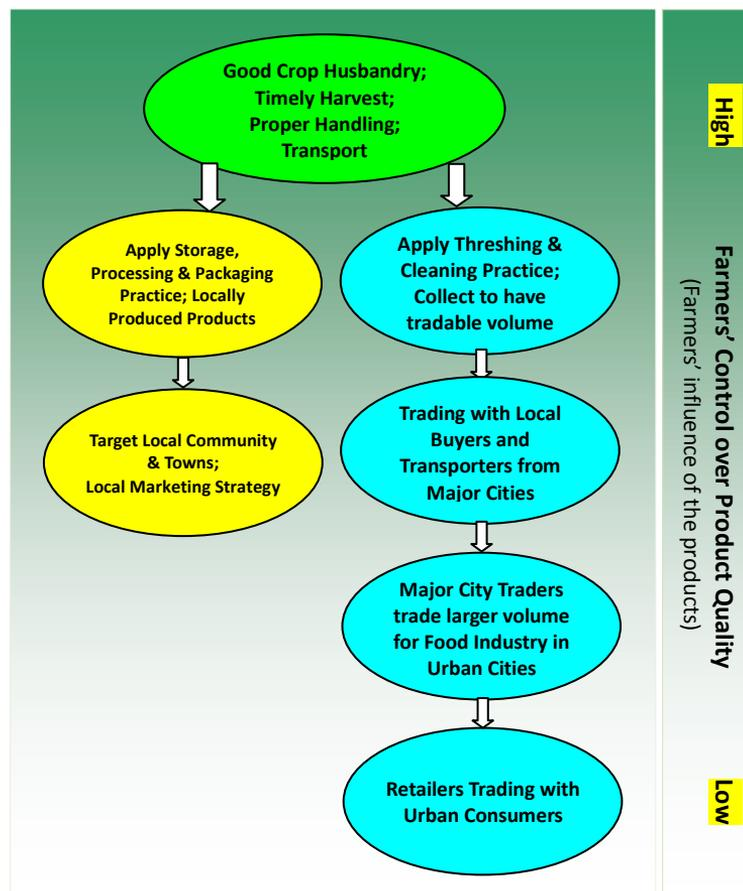 Good Crop Husbandry;
Timely Harvest;
Proper Handling;
Transport
Apply Storage,
Processing & Packaging
Practice; Locally
Produced Products
Apply Threshing &
Cleaning Practice;
Collect to have
tradable volume
Target Local Community
& Towns;
Local Marketing Strategy
Trading with Local
Buyers and
Transporters from
Major Cities
Major City Traders
trade larger volume
for Food Industry in
Urban Cities
Retailers Trading with
Urban Consumers
High
Farmers’ Control over Product Quality
(Farmers’ influence of the products)
Low